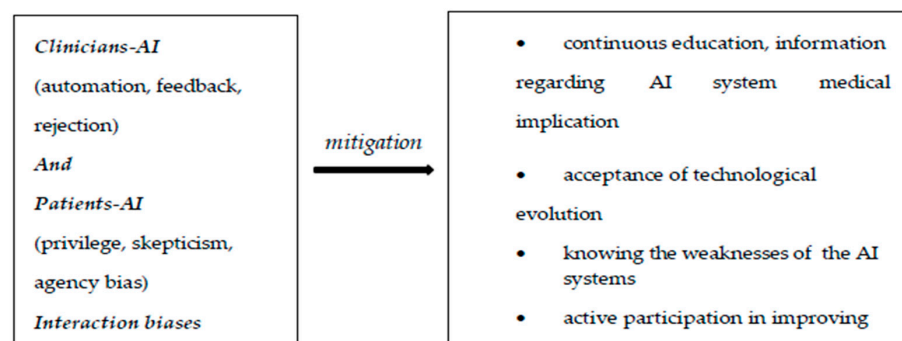 Clinicians-AI
(automation, feedback,
rejection)
And
Patients-AI
(privilege, skepticism,
agency bias)
Interaction biases
mitigation
• continuous education, information
regarding AI system medical
implication
• acceptance of technological
evolution
• knowing the weaknesses of the AI
systems
• active participation in improving